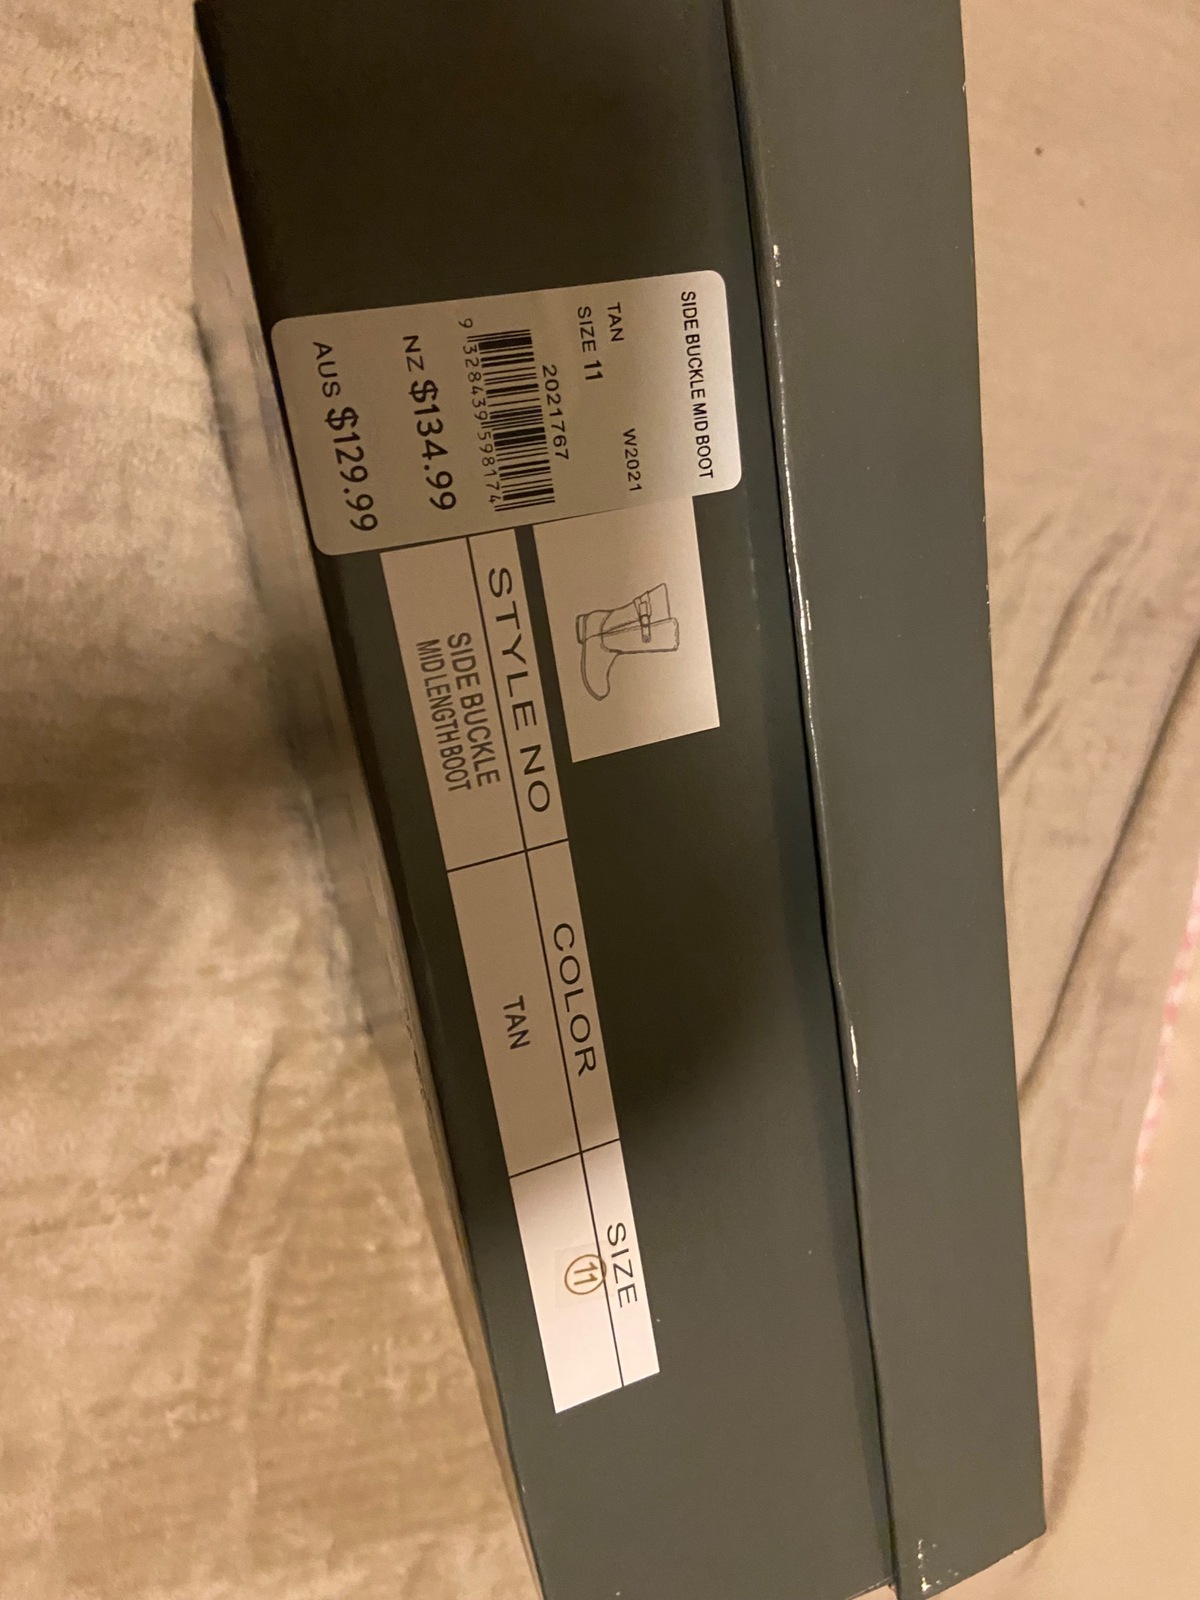 SIDE BUCKLE MID BOOT
TAN W2021
SIZE 11
2021767
9 328439 598174
NZ $134.99
AUS $129.99
STYLE NO COLOR SIZE
SIDE BUCKLE
MID LENGTH BOOT
TAN
11